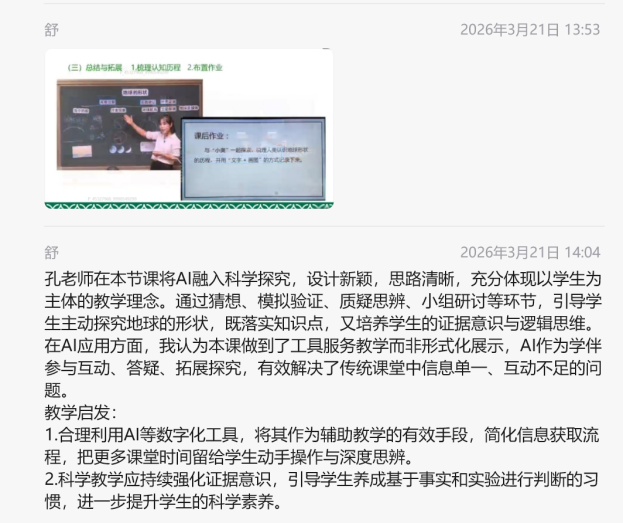 舒 2026年3月21日 13:53
（三）总结与拓展 1.梳理认知历程 2.布置作业
地球的形状
课后作业：
舒 2026年3月21日 14:04
孔老师在本节课将AI融入科学探究，设计新颖，思路清晰，充分体现以学生为
主体的教学理念。通过猜想、模拟验证、质疑思辨、小组研讨等环节，引导学
生主动探究地球的形状，既落实知识点，又培养学生的证据意识与逻辑思维。
在AI应用方面，我认为本课做到了工具服务教学而非形式化展示，AI作为学伴
参与互动、答疑、拓展探究，有效解决了传统课堂中信息单一、互动不足的问
题。
教学启发：
1.合理利用AI等数字化工具，将其作为辅助教学的有效手段，简化信息获取流
程，把更多课堂时间留给学生动手操作与深度思辨。
2.科学教学应持续强化证据意识，引导学生养成基于事实和实验进行判断的习
惯，进一步提升学生的科学素养。